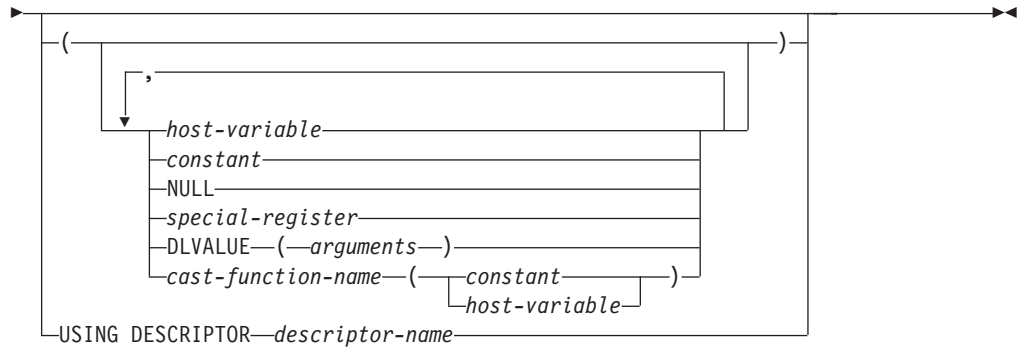 ( )
,
host-variable
constant
NULL
special-register
DLVALUE ( arguments )
cast-function-name ( constant )
host-variable
USING DESCRIPTOR descriptor-name